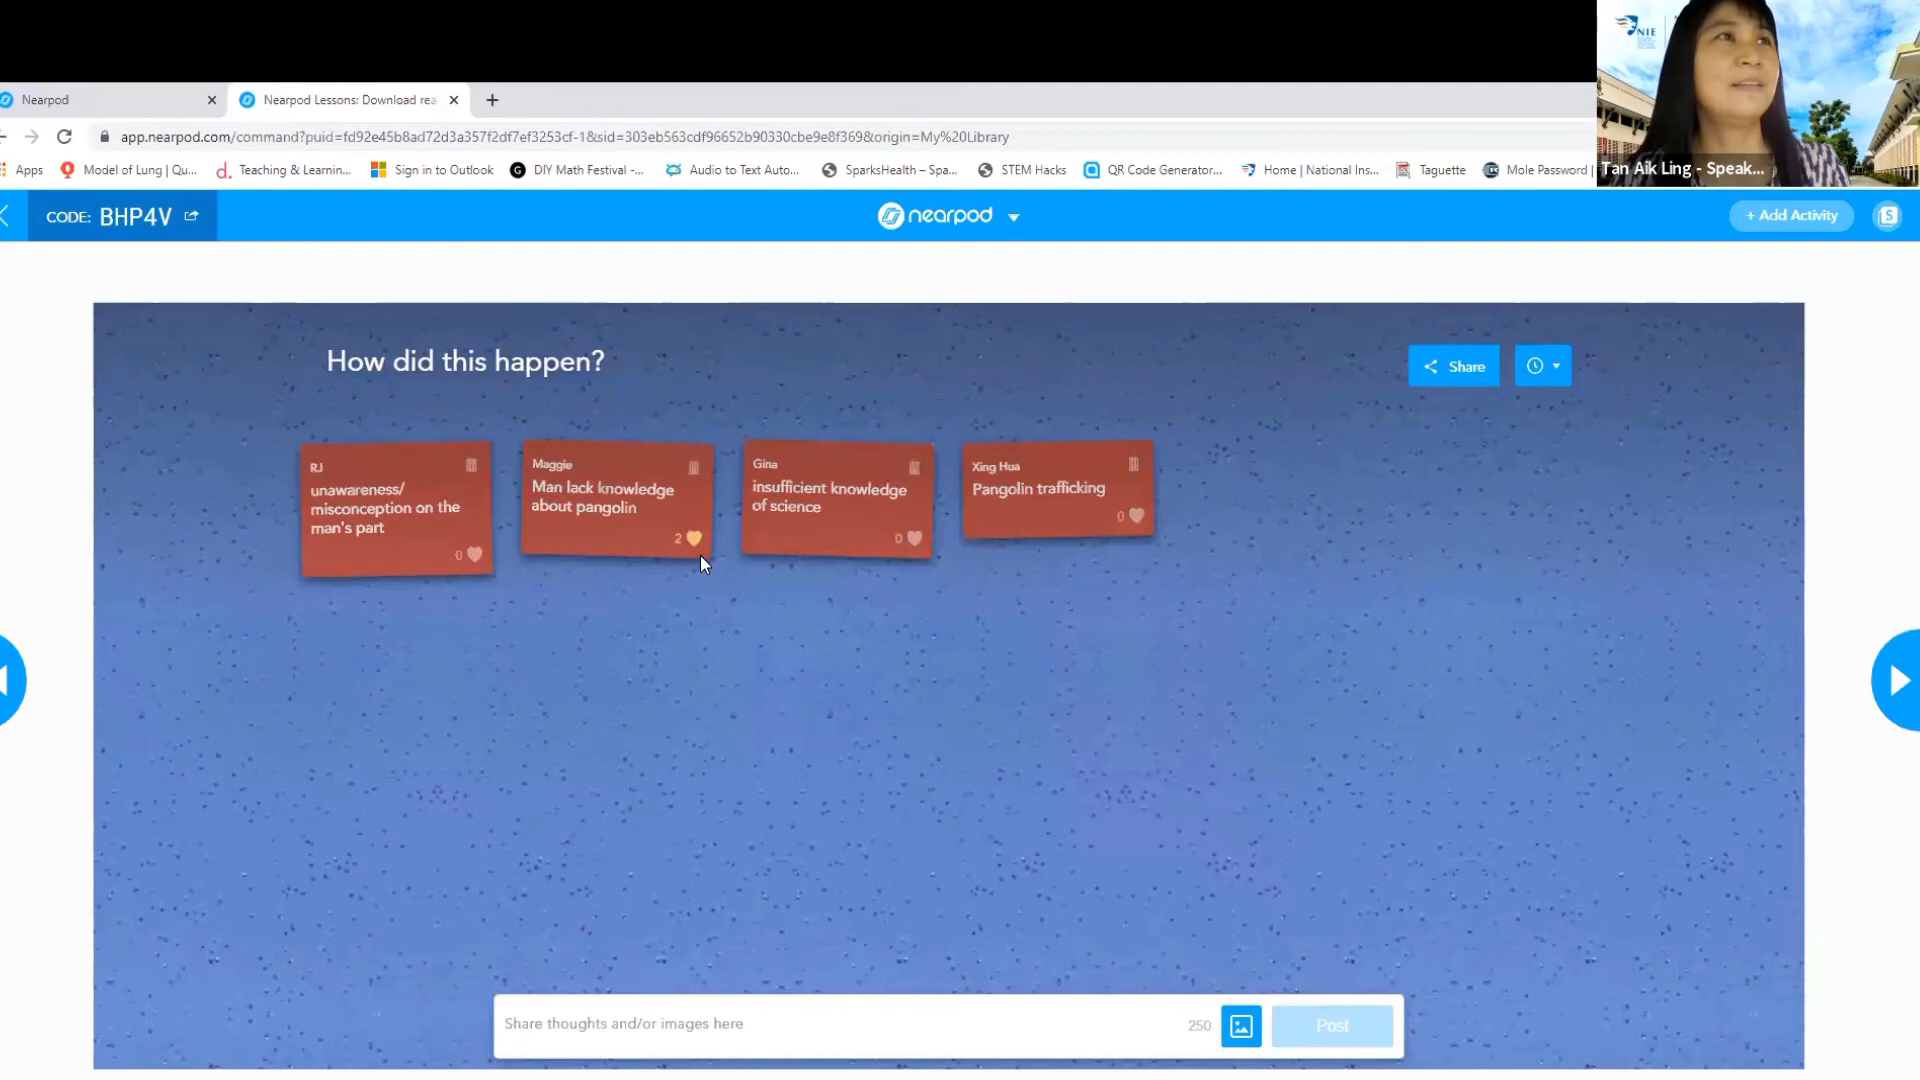 NIE
Nearpod
Nearpod Lessons: Download rea
app.nearpod.com/command?puid=fd92e45b8ad72d3a357f2df7ef3253cf-1&sid=303eb563cdf96652b90330cbe9e8f369&origin=My%20Library
Apps Model of Lung | Qu... Teaching & Learnin... Sign in to Outlook DIY Math Festival -... Audio to Text Auto... SparksHealth – Spa... STEM Hacks QR Code Generator... Home | National Ins... Taguette Mole Password |
Tan Aik Ling - Speak...
CODE: BHP4V
nearpod
+ Add Activity
S
How did this happen?
Share
RJ
unawareness/
misconception on the
man's part
0
Maggie
Man lack knowledge
about pangolin
2
Gina
insufficient knowledge
of science
0
Xing Hua
Pangolin trafficking
0
Share thoughts and/or images here
250
Post